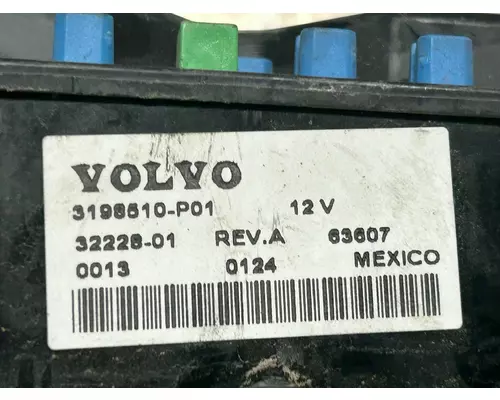 VOLVO
3198510-P01 12 V
32228-01 REV.A 63607
0013 0124 MEXICO